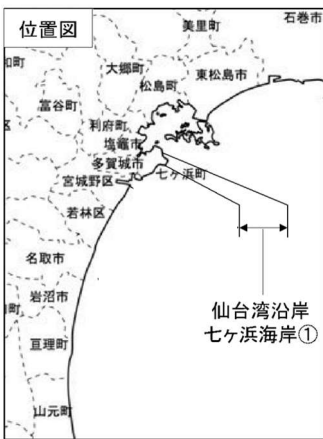 位置図
石巻市
美里町
大郷町
東松島市
松島町
富谷町
利府町
塩竈市
多賀城市
宮城野区
七ヶ浜町
若林区
名取市
岩沼市
亘理町
山元町
仙台湾沿岸
七ヶ浜海岸①